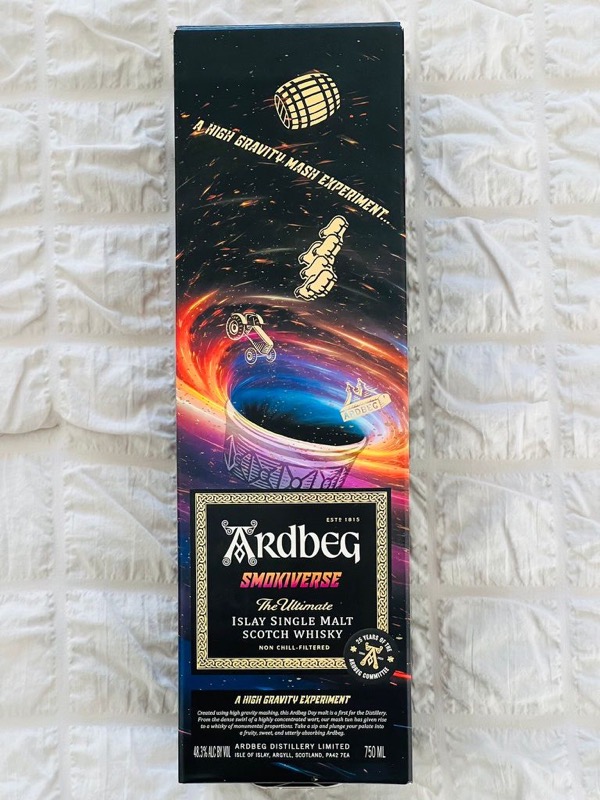 A HIGH GRAVITY MASH EXPERIMENT...
ARDBEG
ESTD 1815
ARDBEG
SMOKIVERSE
The Ultimate
ISLAY SINGLE MALT
SCOTCH WHISKY
NON CHILL-FILTERED
25 YEARS OF THE
ARDBEG COMMITTEE
A HIGH GRAVITY EXPERIMENT
Created using high gravity mashing, this Ardbeg Day malt is a first for the Distillery.
From the dense swirl of a highly-concentrated wort, our mash tun has given rise
to a whisky of monumental proportions. Take a sip and plunge your palate into
a fruity, sweet, and utterly absorbing Ardbeg.
48.3% ALC BY VOL
ARDBEG DISTILLERY LIMITED
ISLE OF ISLAY, ARGYLL, SCOTLAND, PA42 7EA
750 ML